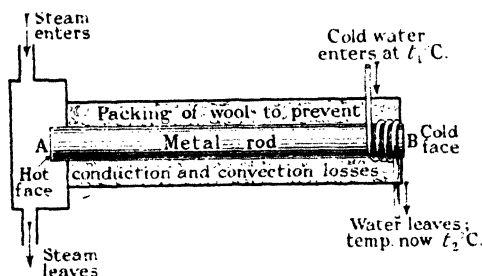 Steam
enters
Cold water
enters at t₁°C.
Packing of wool to prevent
A
Metal rod
B
Cold
face
Hot
face
conduction and convection losses
Water leaves;
temp. now t₂°C.
Steam
leaves